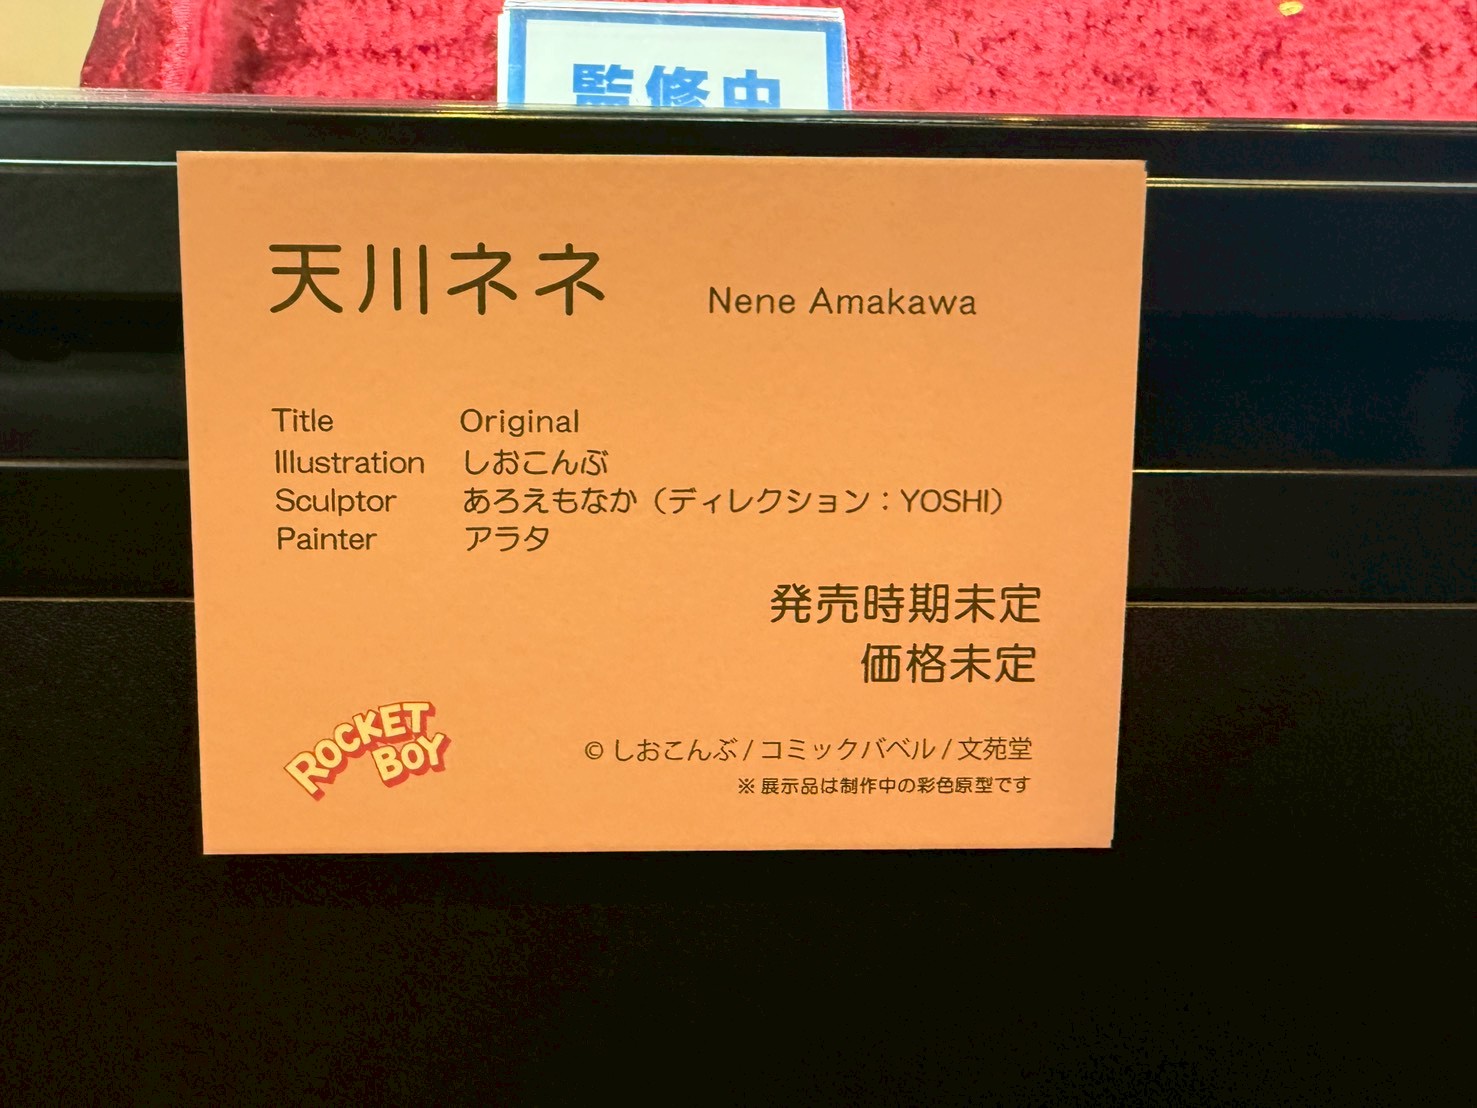 監修中
天川ネネ Nene Amakawa
Title Original
Illustration しおこんぶ
Sculptor あろえもなか（ディレクション：YOSHI）
Painter アラタ
発売時期未定
価格未定
ROCKET BOY
© しおこんぶ / コミックバベル / 文苑堂
※ 展示品は制作中の彩色原型です